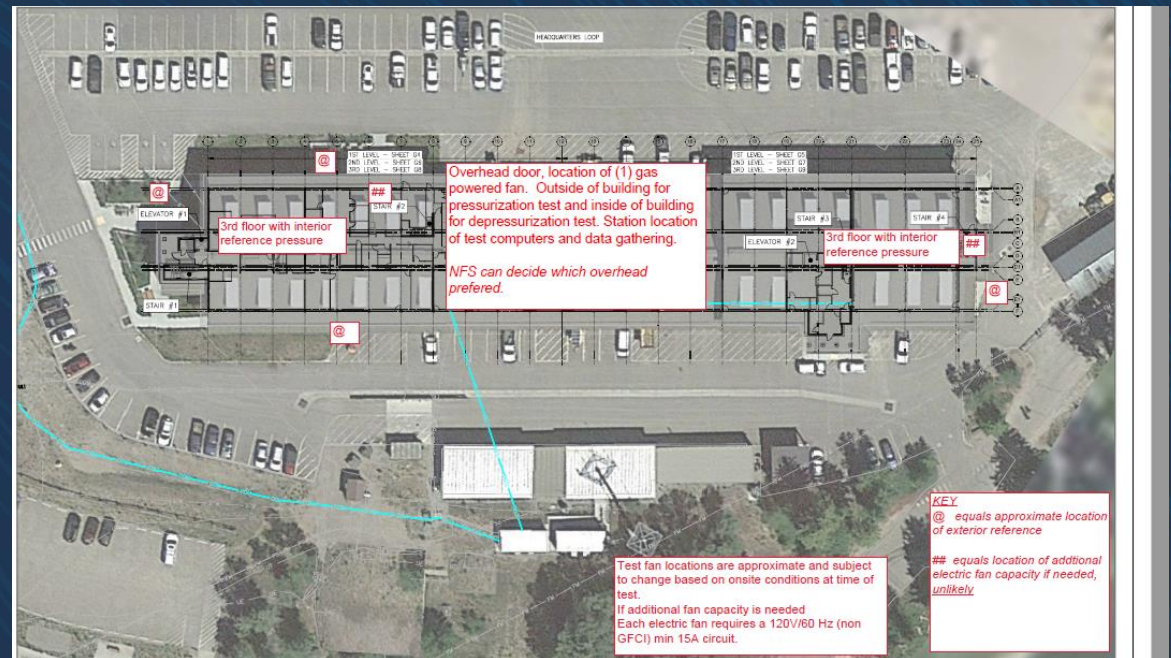 HEADQUARTERS LOOP
@
1ST LEVEL - SHEET G4
2ND LEVEL - SHEET G6
3RD LEVEL - SHEET G8
1ST LEVEL - SHEET G5
2ND LEVEL - SHEET G7
3RD LEVEL - SHEET G9
@
##
ELEVATOR #1
STAIR #2
Overhead door, location of (1) gas
powered fan. Outside of building for
pressurization test and inside of building
for depressurization test. Station location
of test computers and data gathering.
NFS can decide which overhead
prefered.
STAIR #3
STAIR #4
3rd floor with interior
reference pressure
ELEVATOR #2
3rd floor with interior
reference pressure
##
@
STAIR #1
@
KEY
@ equals approximate location
of exterior reference
## equals location of addtional
electric fan capacity if needed,
unlikely
Test fan locations are approximate and subject
to change based on onsite conditions at time of
test.
If additional fan capacity is needed
Each electric fan requires a 120V/60 Hz (non
GFCI) min 15A circuit.